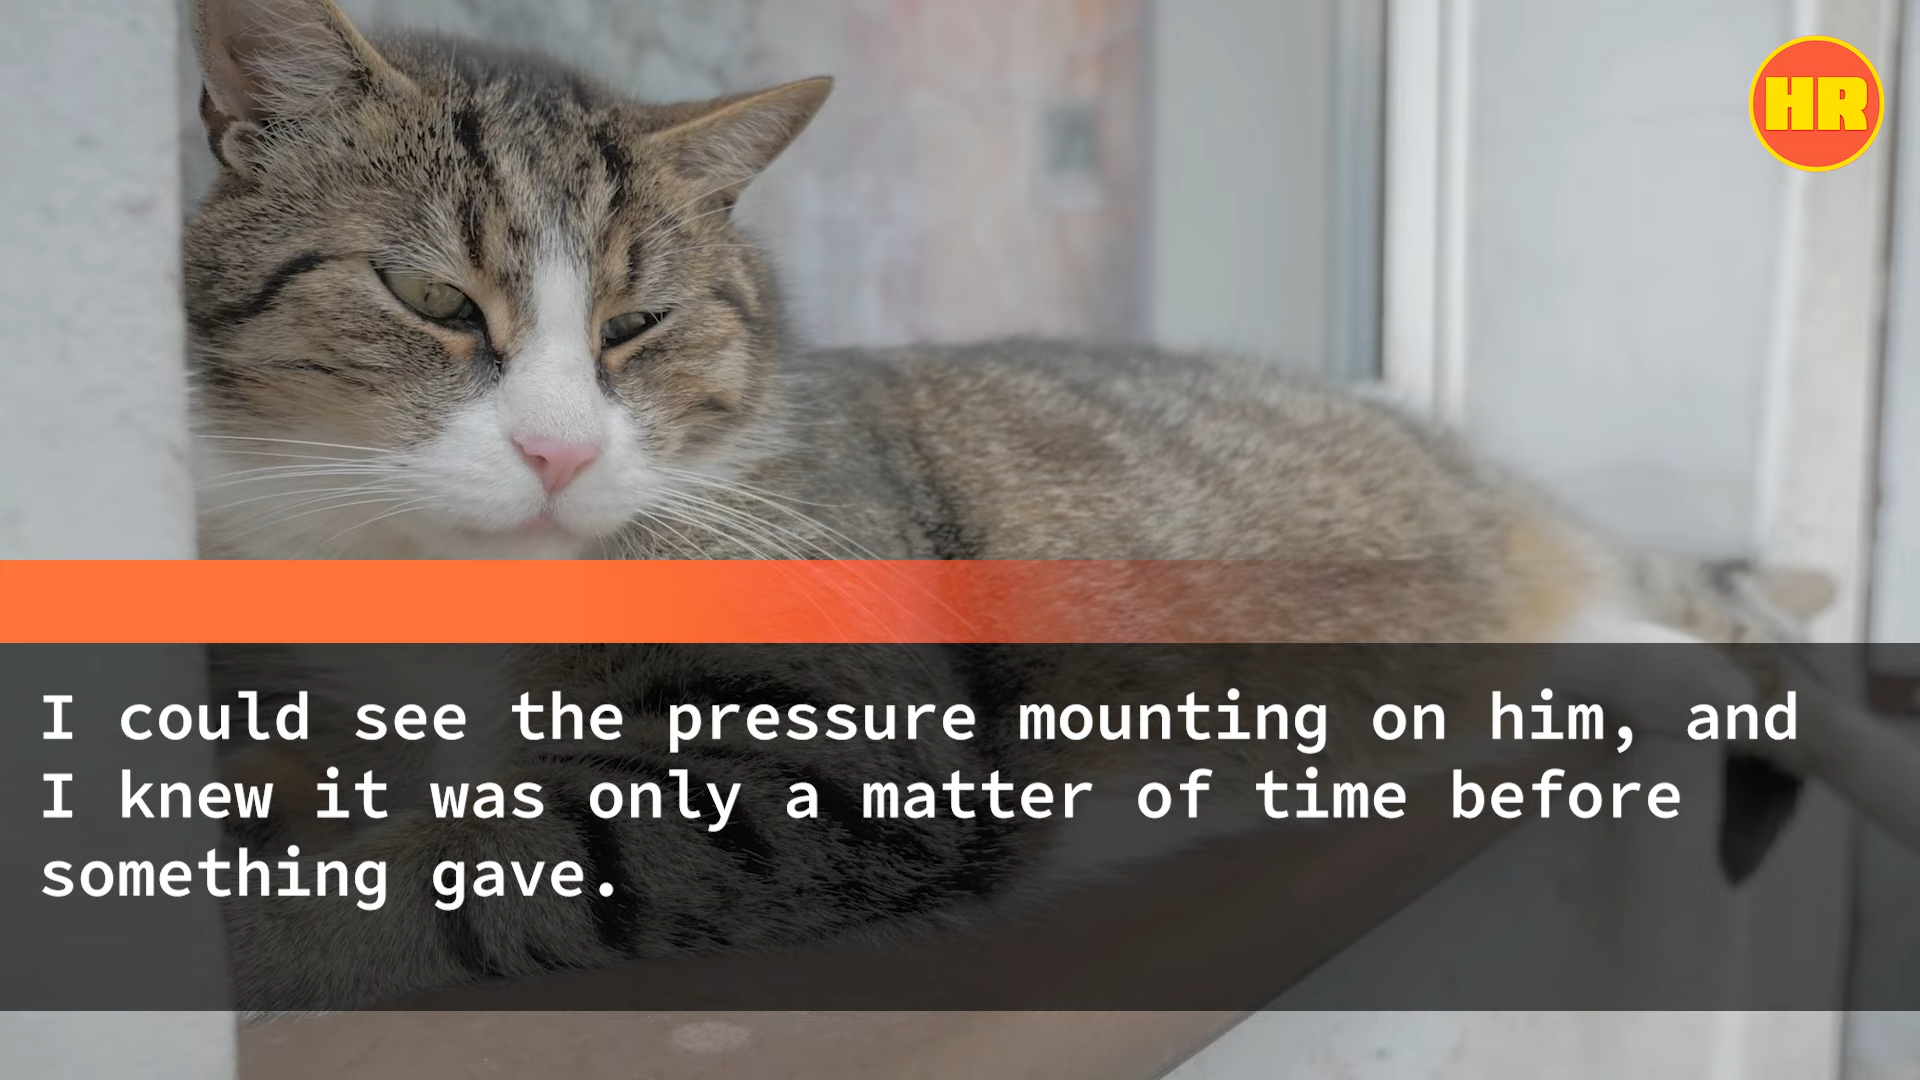 HR
I could see the pressure mounting on him, and
I knew it was only a matter of time before
something gave.